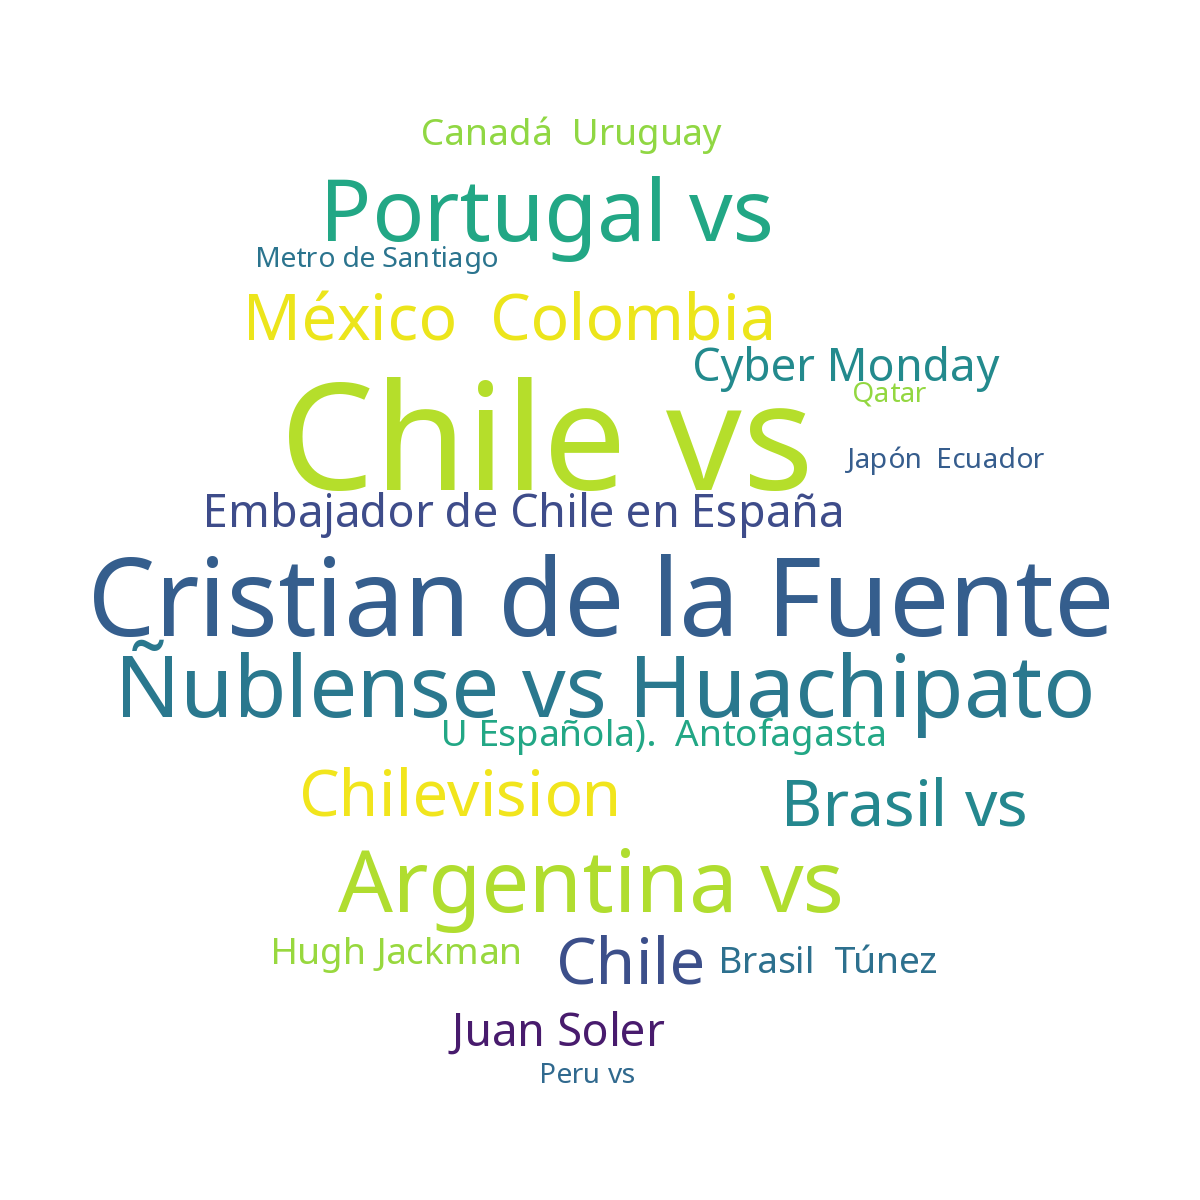 Canadá  Uruguay
Portugal vs
Metro de Santiago
México  Colombia
Cyber Monday
Chile vs
Qatar
Japón  Ecuador
Embajador de Chile en España
Cristian de la Fuente
Ñublense vs Huachipato
U Española).  Antofagasta
Chilevision
Brasil vs
Argentina vs
Hugh Jackman
Chile
Brasil  Túnez
Juan Soler
Peru vs